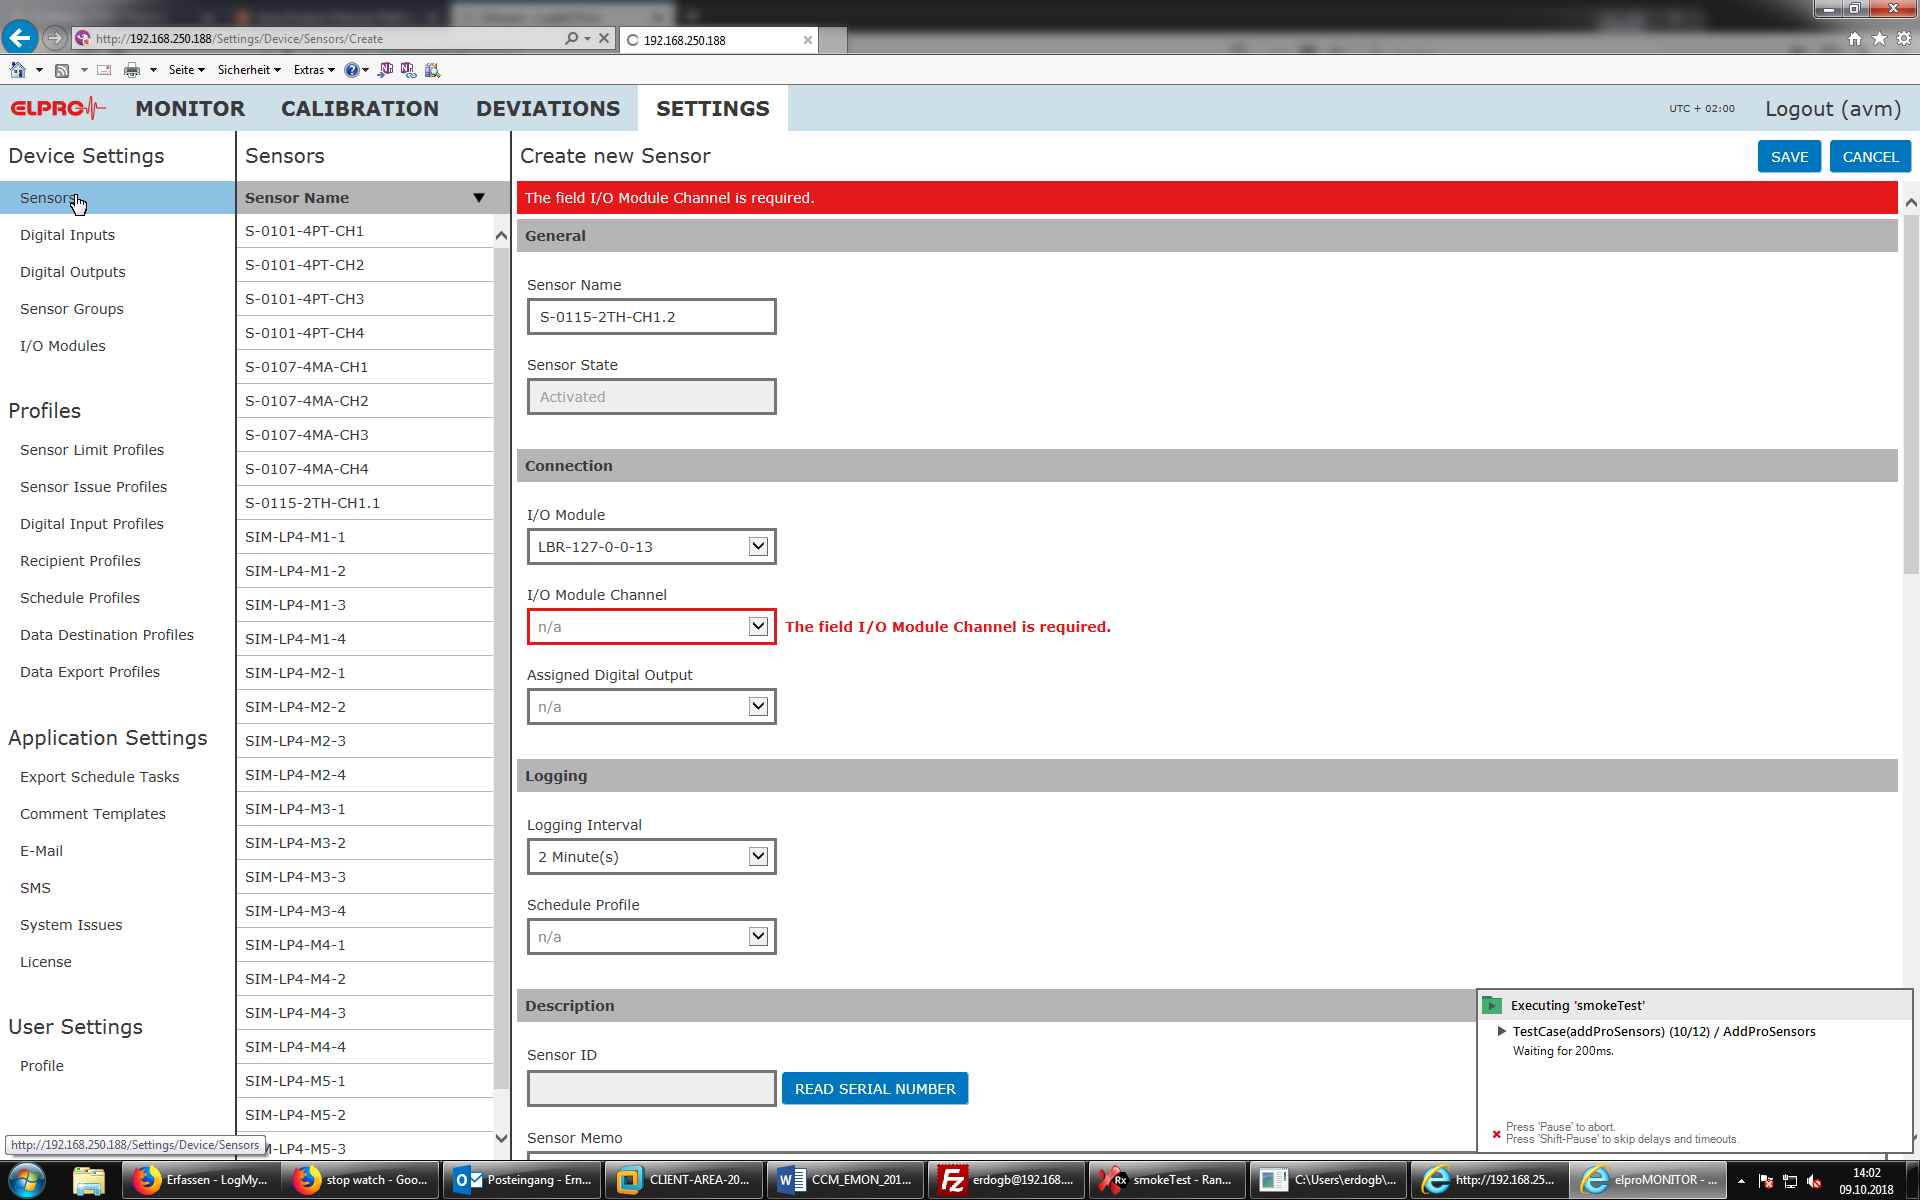 http://192.168.250.188/Settings/Device/Sensors/Create
192.168.250.188
Seite
Sicherheit
Extras
ELPRO
MONITOR
CALIBRATION
DEVIATIONS
SETTINGS
UTC + 02:00
Logout (avm)
Device Settings
Sensors
Digital Inputs
Digital Outputs
Sensor Groups
I/O Modules
Profiles
Sensor Limit Profiles
Sensor Issue Profiles
Digital Input Profiles
Recipient Profiles
Schedule Profiles
Data Destination Profiles
Data Export Profiles
Application Settings
Export Schedule Tasks
Comment Templates
E-Mail
SMS
System Issues
License
User Settings
Profile
http://192.168.250.188/Settings/Device/Sensors
Sensors
Sensor Name
S-0101-4PT-CH1
S-0101-4PT-CH2
S-0101-4PT-CH3
S-0101-4PT-CH4
S-0107-4MA-CH1
S-0107-4MA-CH2
S-0107-4MA-CH3
S-0107-4MA-CH4
S-0115-2TH-CH1.1
SIM-LP4-M1-1
SIM-LP4-M1-2
SIM-LP4-M1-3
SIM-LP4-M1-4
SIM-LP4-M2-1
SIM-LP4-M2-2
SIM-LP4-M2-3
SIM-LP4-M2-4
SIM-LP4-M3-1
SIM-LP4-M3-2
SIM-LP4-M3-3
SIM-LP4-M3-4
SIM-LP4-M4-1
SIM-LP4-M4-2
SIM-LP4-M4-3
SIM-LP4-M4-4
SIM-LP4-M5-1
SIM-LP4-M5-2
M-LP4-M5-3
Create new Sensor
SAVE
CANCEL
The field I/O Module Channel is required.
General
Sensor Name
S-0115-2TH-CH1.2
Sensor State
Activated
Connection
I/O Module
LBR-127-0-0-13
I/O Module Channel
n/a
The field I/O Module Channel is required.
Assigned Digital Output
n/a
Logging
Logging Interval
2 Minute(s)
Schedule Profile
n/a
Description
Sensor ID
READ SERIAL NUMBER
Sensor Memo
Executing 'smokeTest'
TestCase(addProSensors) (10/12) / AddProSensors
Waiting for 200ms.
Press 'Pause' to abort.
Press 'Shift-Pause' to skip delays and timeouts.
Erfassen - LogMy...
stop watch - Goo...
Posteingang - Ern...
CLIENT-AREA-20...
CCM_EMON_201...
erdogb@192.168....
smokeTest - Ran...
C:\Users\erdogb\...
http://192.168.25...
elproMONITOR - ...
14:02
09.10.2018